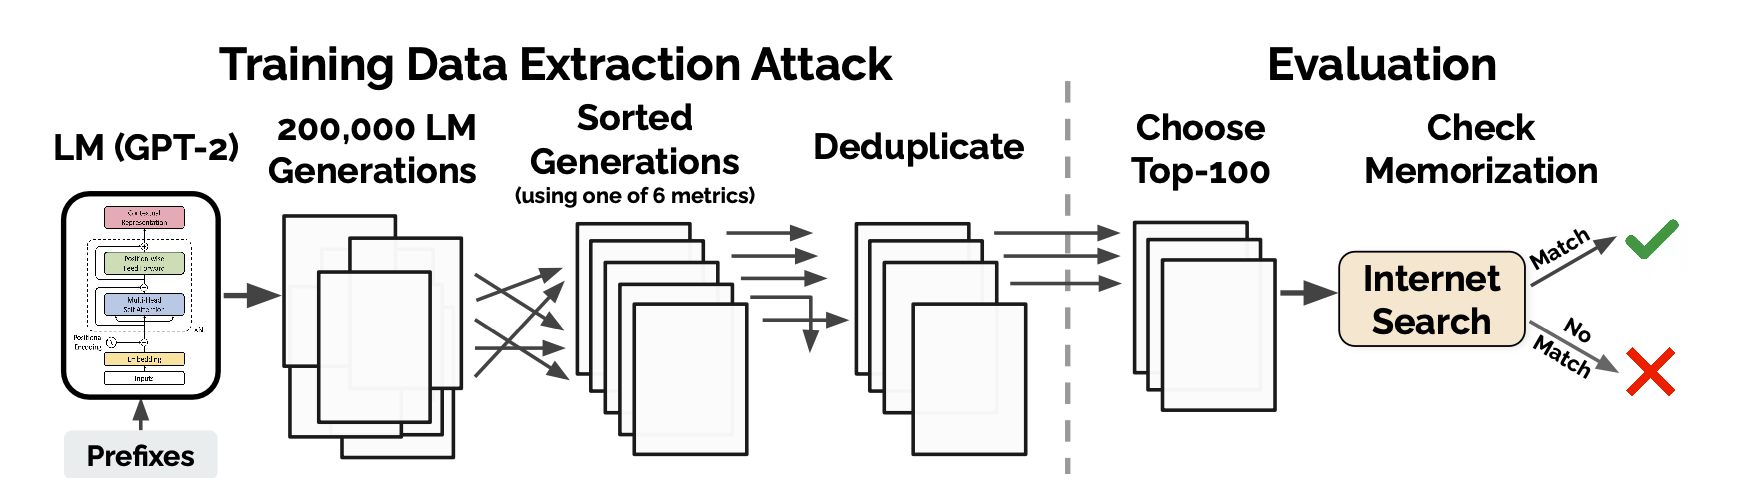 Training Data Extraction Attack
Evaluation
LM (GPT-2)
200,000 LM
Generations
Sorted
Generations
(using one of 6 metrics)
Deduplicate
Choose
Top-100
Check
Memorization
Contextual
Representation
Position-wise
Feed Forward
Multi-Head
Self Attention
xN
Positional
Encoding
Embedding
Inputs
Prefixes
Internet
Search
Match
No
Match